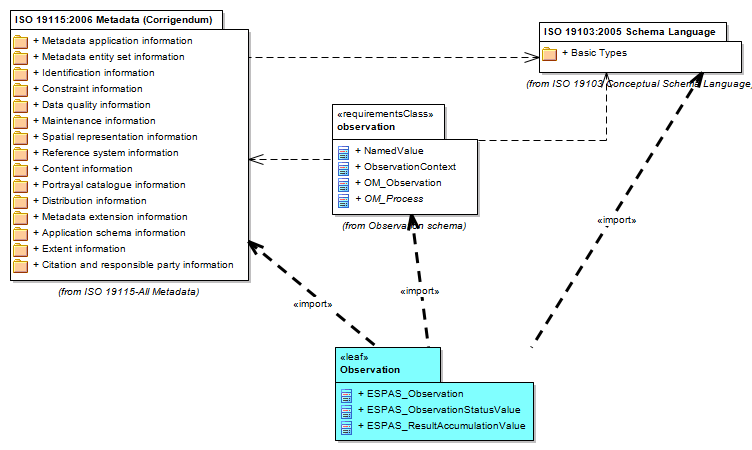 ISO 19115:2006 Metadata (Corrigendum)
+ Metadata application information
+ Metadata entity set information
+ Identification information
+ Constraint information
+ Data quality information
+ Maintenance information
+ Spatial representation information
+ Reference system information
+ Content information
+ Portrayal catalogue information
+ Distribution information
+ Metadata extension information
+ Application schema information
+ Extent information
+ Citation and responsible party information
(from ISO 19115-All Metadata)
ISO 19103:2005 Schema Language
+ Basic Types
(from ISO 19103 Conceptual Schema Language,
«requirementsClass»
observation
+ NamedValue
+ ObservationContext
+ OM_Observation
+ OM_Process
(from Observation schema)
«import»
«import»
«import»
«leaf»
Observation
+ ESPAS_Observation
+ ESPAS_ObservationStatusValue
+ ESPAS_ResultAccumulationValue